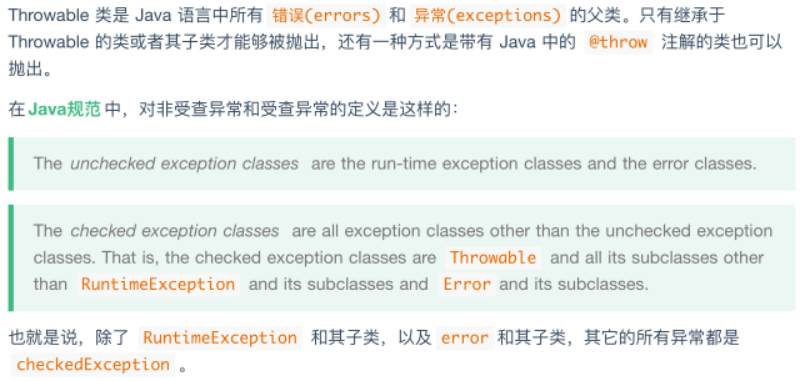 Throwable 类是 Java 语言中所有 错误(errors) 和 异常(exceptions) 的父类。只有继承于
Throwable 的类或者其子类才能够被抛出，还有一种方式是带有 Java 中的 @throw 注解的类也可以
抛出。
在Java规范中，对非受查异常和受查异常的定义是这样的：
The unchecked exception classes are the run-time exception classes and the error classes.
The checked exception classes are all exception classes other than the unchecked exception
classes. That is, the checked exception classes are Throwable and all its subclasses other
than RuntimeException and its subclasses and Error and its subclasses.
也就是说，除了 RuntimeException 和其子类，以及 error 和其子类，其它的所有异常都是
checkedException 。